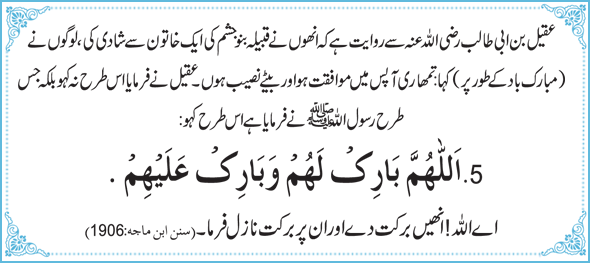 عقیل بن ابی طالب رضی اللہ عنہ سے روایت ہے کہ انھوں نے قبیلہ بنو جشم کی ایک خاتون سے شادی کی، لوگوں نے
(مبارک باد کے طور پر) کہا: تمھاری آپس میں موافقت ہو اور بیٹے نصیب ہوں۔ عقیل نے فرمایا اس طرح نہ کہو بلکہ جس
طرح رسول اللہ ﷺ نے فرمایا ہے اس طرح کہو:
5. اَللّٰهُمَّ بَارِكْ لَهُمْ وَبَارِكْ عَلَيْهِمْ .
اے اللہ! انھیں برکت دے اور ان پر برکت نازل فرما۔ (سنن ابن ماجه:1906)